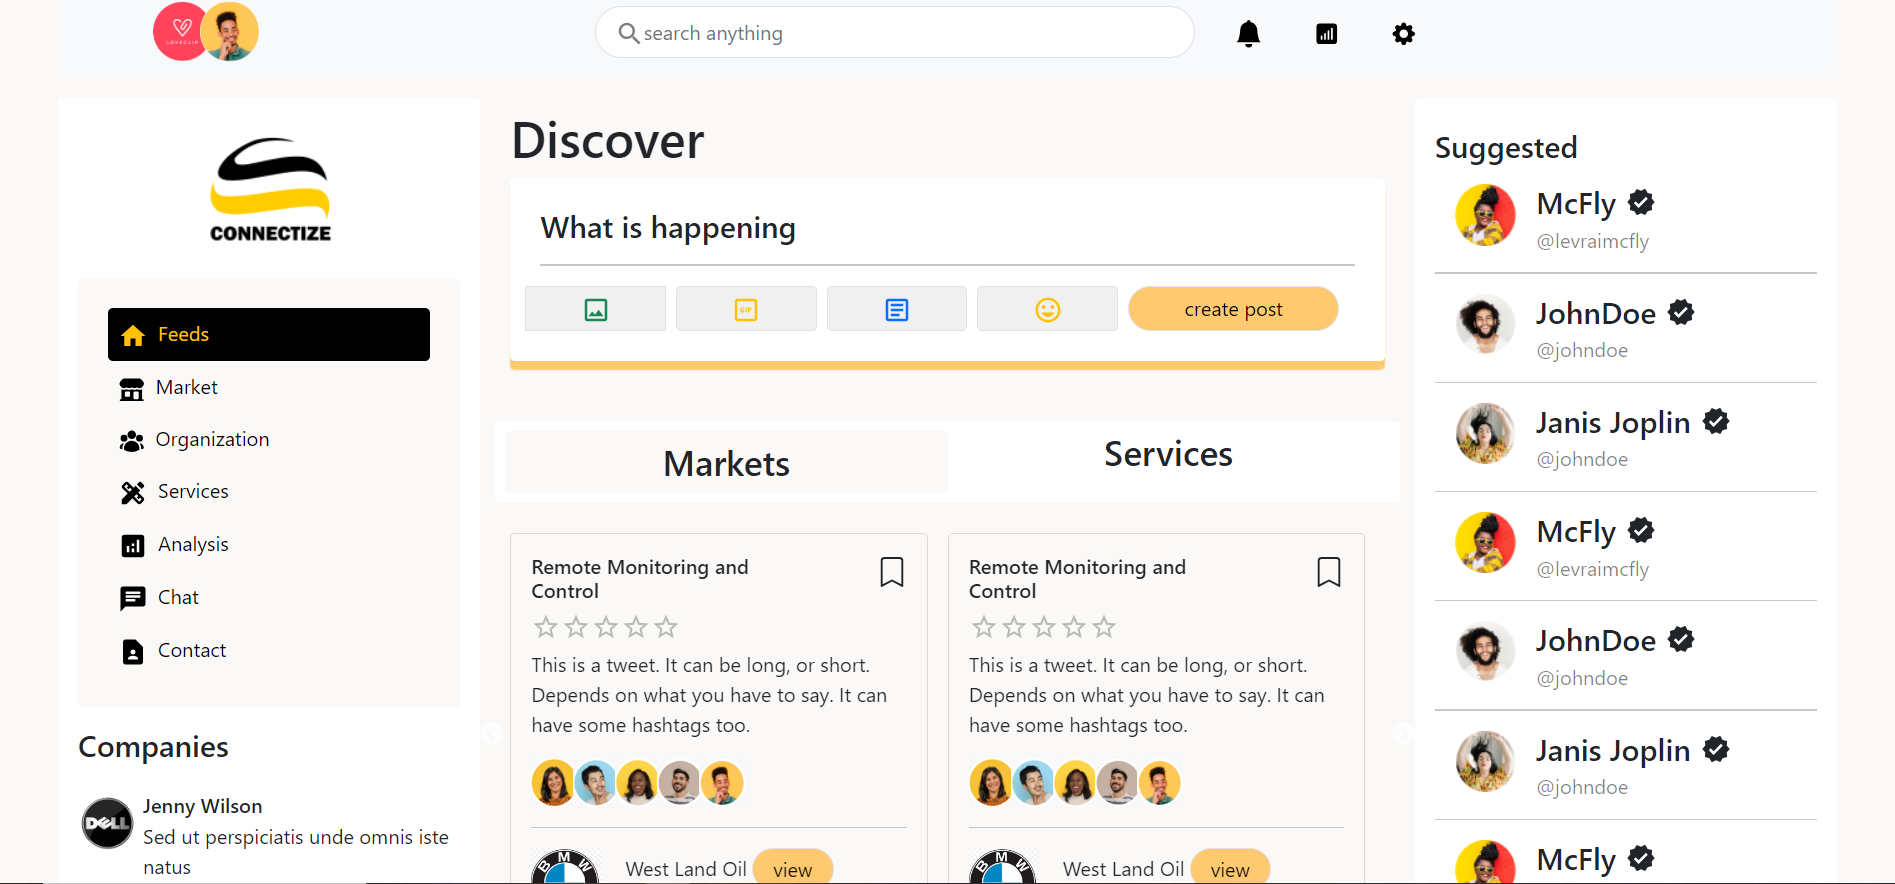 LOVECLIP
search anything
CONNECTIZE
Feeds
Market
Organization
Services
Analysis
Chat
Contact
Companies
DELL
Jenny Wilson
Sed ut perspiciatis unde omnis iste
natus
Discover
What is happening
GIF
create post
Markets
Services
Remote Monitoring and
Control
This is a tweet. It can be long, or short.
Depends on what you have to say. It can
have some hashtags too.
BMW
West Land Oil
view
Remote Monitoring and
Control
This is a tweet. It can be long, or short.
Depends on what you have to say. It can
have some hashtags too.
BMW
West Land Oil
view
Suggested
McFly
@levraimcfly
JohnDoe
@johndoe
Janis Joplin
@johndoe
McFly
@levraimcfly
JohnDoe
@johndoe
Janis Joplin
@johndoe
McFly